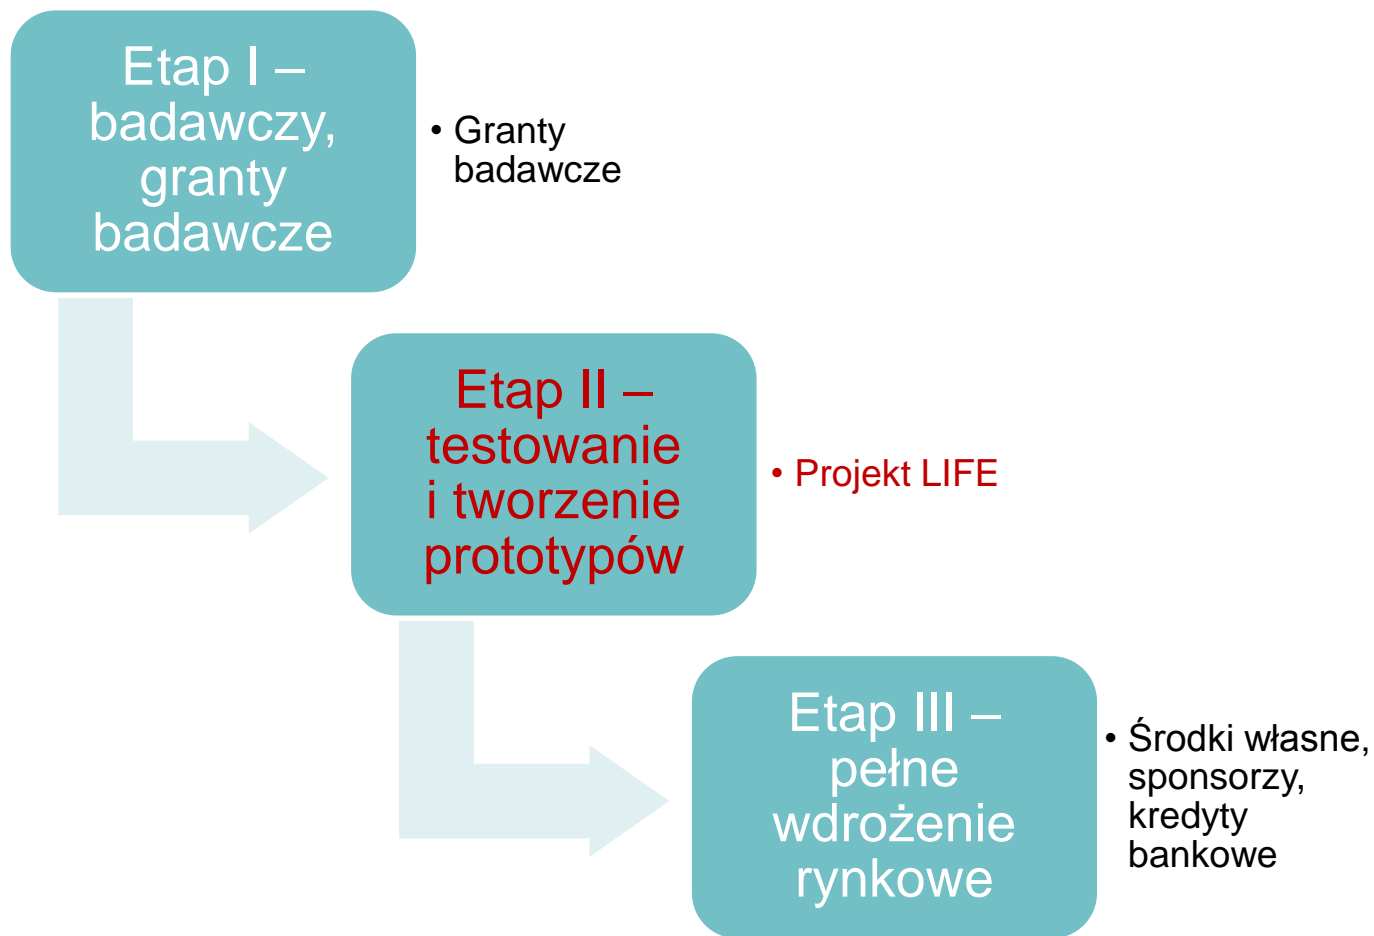 Etap I –
badawczy,
granty
badawcze
• Granty
badawcze
Etap II –
testowanie
i tworzenie
prototypów
• Projekt LIFE
Etap III –
pełne
wdrożenie
rynkowe
• Środki własne,
sponsorzy,
kredyty
bankowe